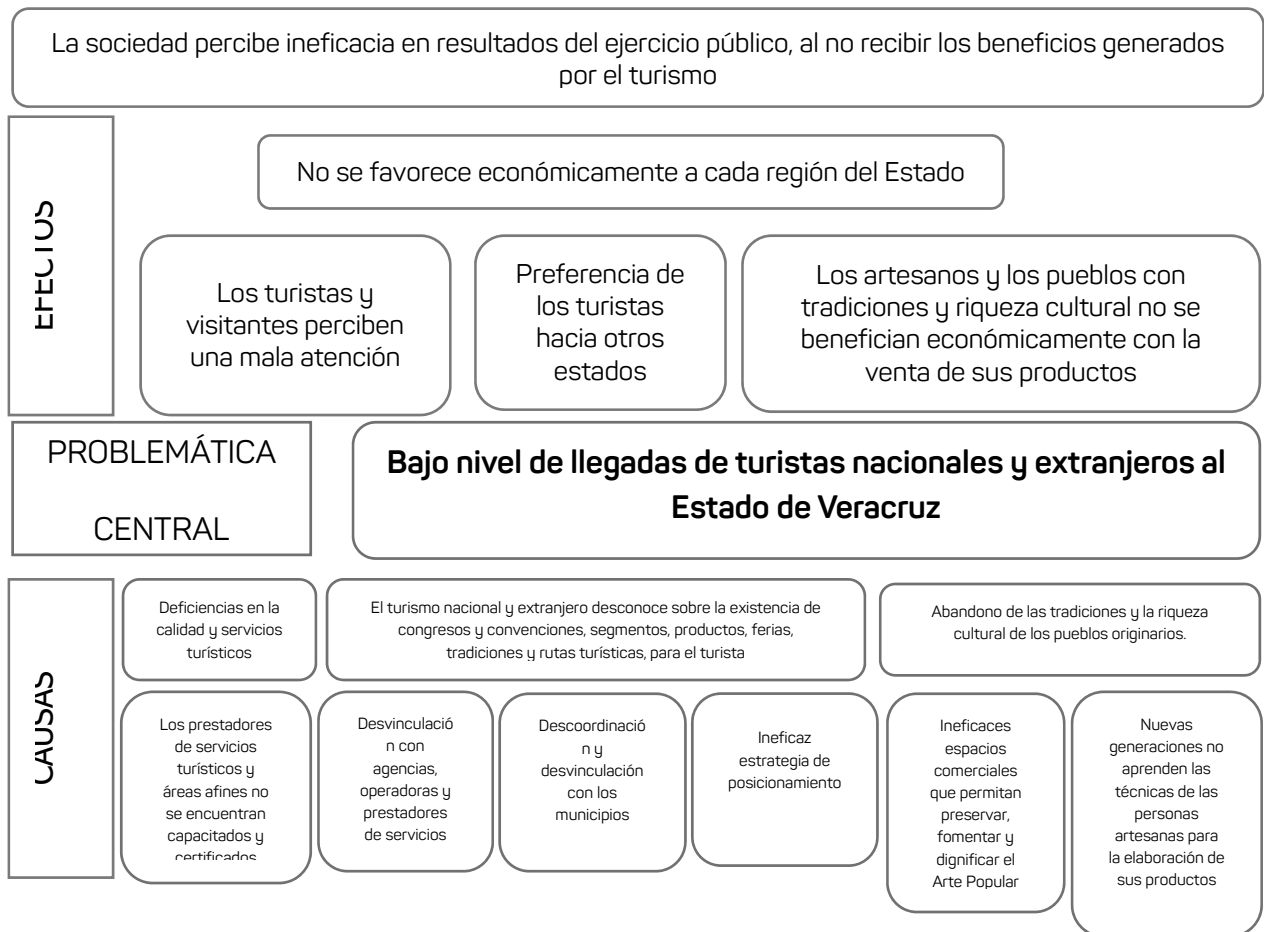 La sociedad percibe ineficacia en resultados del ejercicio público, al no recibir los beneficios generados
por el turismo
EFECTOS
No se favorece económicamente a cada región del Estado
Los turistas y
visitantes perciben
una mala atención
Preferencia de
los turistas
hacia otros
estados
Los artesanos y los pueblos con
tradiciones y riqueza cultural no se
benefician económicamente con la
venta de sus productos
PROBLEMÁTICA
CENTRAL
Bajo nivel de llegadas de turistas nacionales y extranjeros al
Estado de Veracruz
CAUSAS
Deficiencias en la
calidad y servicios
turísticos
El turismo nacional y extranjero desconoce sobre la existencia de
congresos y convenciones, segmentos, productos, ferias,
tradiciones y rutas turísticas, para el turista
Abandono de las tradiciones y la riqueza
cultural de los pueblos originarios.
Los prestadores
de servicios
turísticos y
áreas afines no
se encuentran
capacitados y
certificados
Desvinculació
n con
agencias,
operadoras y
prestadores
de servicios
Descoordinació
n y
desvinculación
con los
municipios
Ineficaz
estrategia de
posicionamiento
Ineficaces
espacios
comerciales
que permitan
preservar,
fomentar y
dignificar el
Arte Popular
Nuevas
generaciones no
aprenden las
técnicas de las
personas
artesanas para
la elaboración de
sus productos